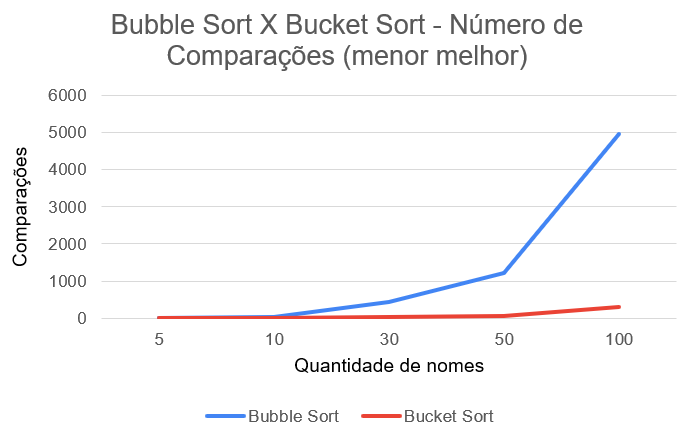 Bubble Sort X Bucket Sort - Número de
Comparações (menor melhor)
6000
5000
4000
3000
2000
1000
0
Comparações
5 10 30 50 100
Quantidade de nomes
Bubble Sort Bucket Sort